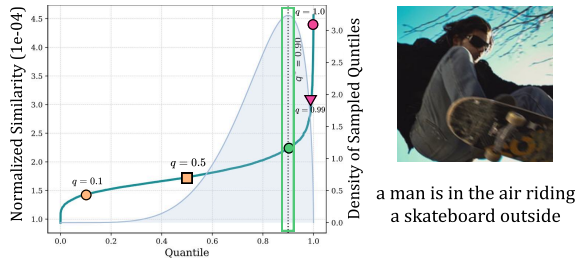 Normalized Similarity (1e-04)
4.5
4.0
3.5
3.0
2.5
2.0
1.5
1.0
q = 0.1
q = 0.5
q = 0.90
q = 1.0
q = 0.99
3.0
2.5
2.0
1.5
1.0
0.5
0.0
Density of Sampled Quntiles
0.0 0.2 0.4 0.6 0.8 1.0
Quantile
a man is in the air riding
a skateboard outside